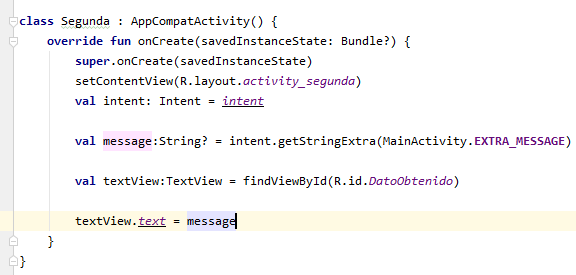 class Segunda : AppCompatActivity() {
override fun onCreate(savedInstanceState: Bundle?) {
super.onCreate(savedInstanceState)
setContentView(R.layout.activity_segunda)
val intent: Intent = intent
val message:String? = intent.getStringExtra(MainActivity.EXTRA_MESSAGE)
val textView:TextView = findViewById(R.id.DatoObtenido)
textView.text = message
}
}